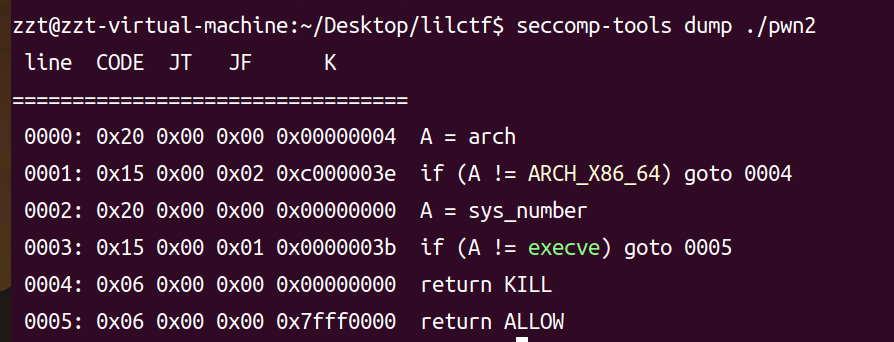 zzt@zzt-virtual-machine:~/Desktop/lilctf$ seccomp-tools dump ./pwn2
 line  CODE  JT   JF      K
=================================
 0000: 0x20 0x00 0x00 0x00000004  A = arch
 0001: 0x15 0x00 0x02 0xc000003e  if (A != ARCH_X86_64) goto 0004
 0002: 0x20 0x00 0x00 0x00000000  A = sys_number
 0003: 0x15 0x00 0x01 0x0000003b  if (A != execve) goto 0005
 0004: 0x06 0x00 0x00 0x00000000  return KILL
 0005: 0x06 0x00 0x00 0x7fff0000  return ALLOW